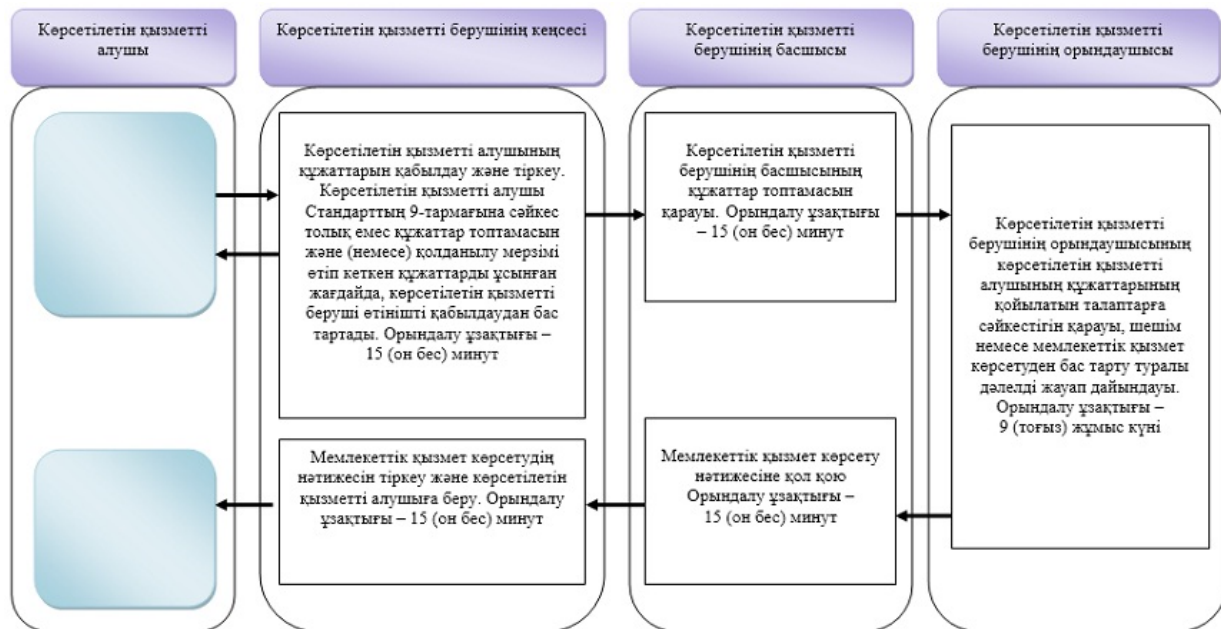 Көрсетілетін қызметті
алушы
Көрсетілетін қызметті берушінің кеңсесі
Көрсетілетін қызметті
берушінің басшысы
Көрсетілетін қызметті
берушінің орындаушысы
Көрсетілетін қызметті алушының
құжаттарын қабылдау және тіркеу.
Көрсетілетін қызметті алушы
Стандарттың 9-тармағына сәйкес
толық емес құжаттар топтамасын
және (немесе) қолданылу мерзімі
өтіп кеткен құжаттарды ұсынған
жағдайда, көрсетілетін қызметті
беруші өтінішті қабылдаудан бас
тартады. Орындалу ұзақтығы –
15 (он бес) минут
Көрсетілетін қызметті
берушінің басшысының
құжаттар топтамасын
қарауы. Орындалу ұзақтығы
– 15 (он бес) минут
Көрсетілетін қызметті
берушінің орындаушысының
көрсетілетін қызметті
алушының құжаттарының
қойылатын талаптарға
сәйкестігін қарауы, шешім
немесе мемлекеттік қызмет
көрсетуден бас тарту туралы
дәлелді жауап дайындауы.
Орындалу ұзақтығы –
9 (тоғыз) жұмыс күні
Мемлекеттік қызмет көрсетудің
нәтижесін тіркеу және көрсетілетін
қызметті алушыға беру. Орындалу
ұзақтығы – 15 (он бес) минут
Мемлекеттік қызмет көрсету
нәтижесіне қол қою
Орындалу ұзақтығы –
15 (он бес) минут